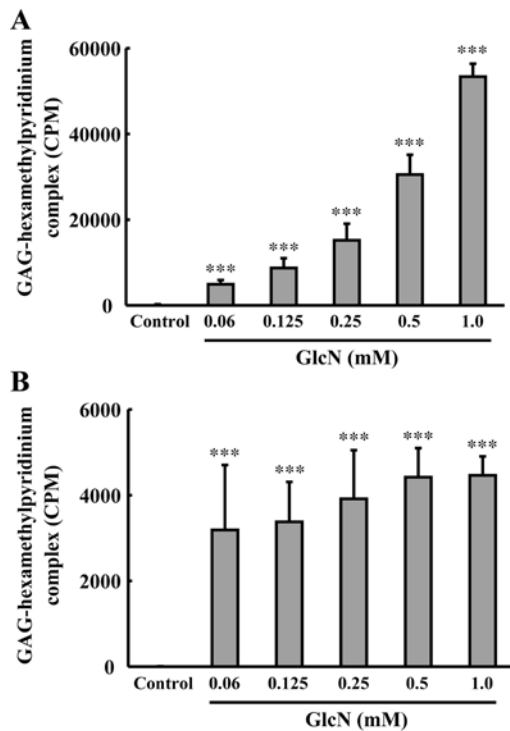 A
GAG-hexamethylpyridinium
complex (CPM)
60000
40000
20000
0
***
***
***
***
***
Control 0.06 0.125 0.25 0.5 1.0
GlcN (mM)
B
GAG-hexamethylpyridinium
complex (CPM)
6000
4000
2000
0
***
***
***
***
***
Control 0.06 0.125 0.25 0.5 1.0
GlcN (mM)